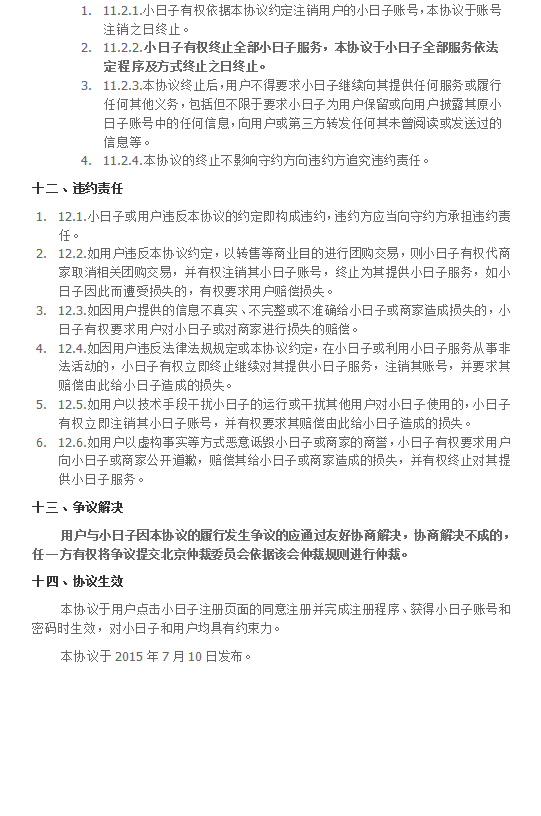 1. 11.2.1.小日子有权依据本协议约定注销用户的小日子账号,本协议于账号
注销之日终止。
2. 11.2.2.小日子有权终止全部小日子服务，本协议于小日子全部服务依法
定程序及方式终止之日终止。
3. 11.2.3.本协议终止后,用户不得要求小日子继续向其提供任何服务或履行
任何其他义务,包括但不限于要求小日子为用户保留或向用户披露其原小
日子账号中的任何信息,向用户或第三方转发任何其未曾阅读或发送过的
信息等。
4. 11.2.4.本协议的终止不影响守约方向违约方追究违约责任。
十二、违约责任
1. 12.1.小日子或用户违反本协议的约定即构成违约,违约方应当向守约方承担违约责
任。
2. 12.2.如用户违反本协议约定，以转售等商业目的进行团购交易，则小日子有权代商
家取消相关团购交易，并有权注销其小日子账号，终止为其提供小日子服务，如小
日子因此而遭受损失的，有权要求用户赔偿损失。
3. 12.3.如因用户提供的信息不真实、不完整或不准确给小日子或商家造成损失的，小
日子有权要求用户对小日子或对商家进行损失的赔偿。
4. 12.4.如因用户违反法律法规规定或本协议约定,在小日子或利用小日子服务从事非
法活动的，小日子有权立即终止继续对其提供小日子服务，注销其账号，并要求其
赔偿由此给小日子造成的损失。
5. 12.5.如用户以技术手段干扰小日子的运行或干扰其他用户对小日子使用的，小日子
有权立即注销其小日子账号，并有权要求其赔偿由此给小日子造成的损失。
6. 12.6.如用户以虚构事实等方式恶意诋毁小日子或商家的商誉,小日子有权要求用户
向小日子或商家公开道歉，赔偿其给小日子或商家造成的损失，并有权终止对其提
供小日子服务。
十三、争议解决
用户与小日子因本协议的履行发生争议的应通过友好协商解决，协商解决不成的，
任一方有权将争议提交北京仲裁委员会依据该会仲裁规则进行仲裁。
十四、协议生效
本协议于用户点击小日子注册页面的同意注册并完成注册程序、获得小日子账号和
密码时生效，对小日子和用户均具有约束力。
本协议于 2015 年 7 月 10 日发布。